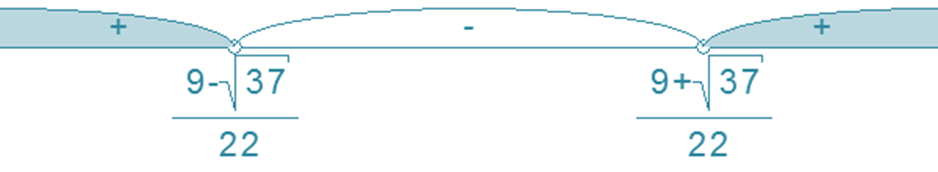 + - +
9-√37 9+√37
22 22